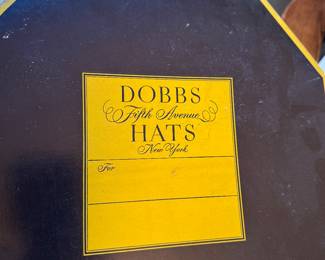 DOBBS
Fifth Avenue
HATS
New York
For